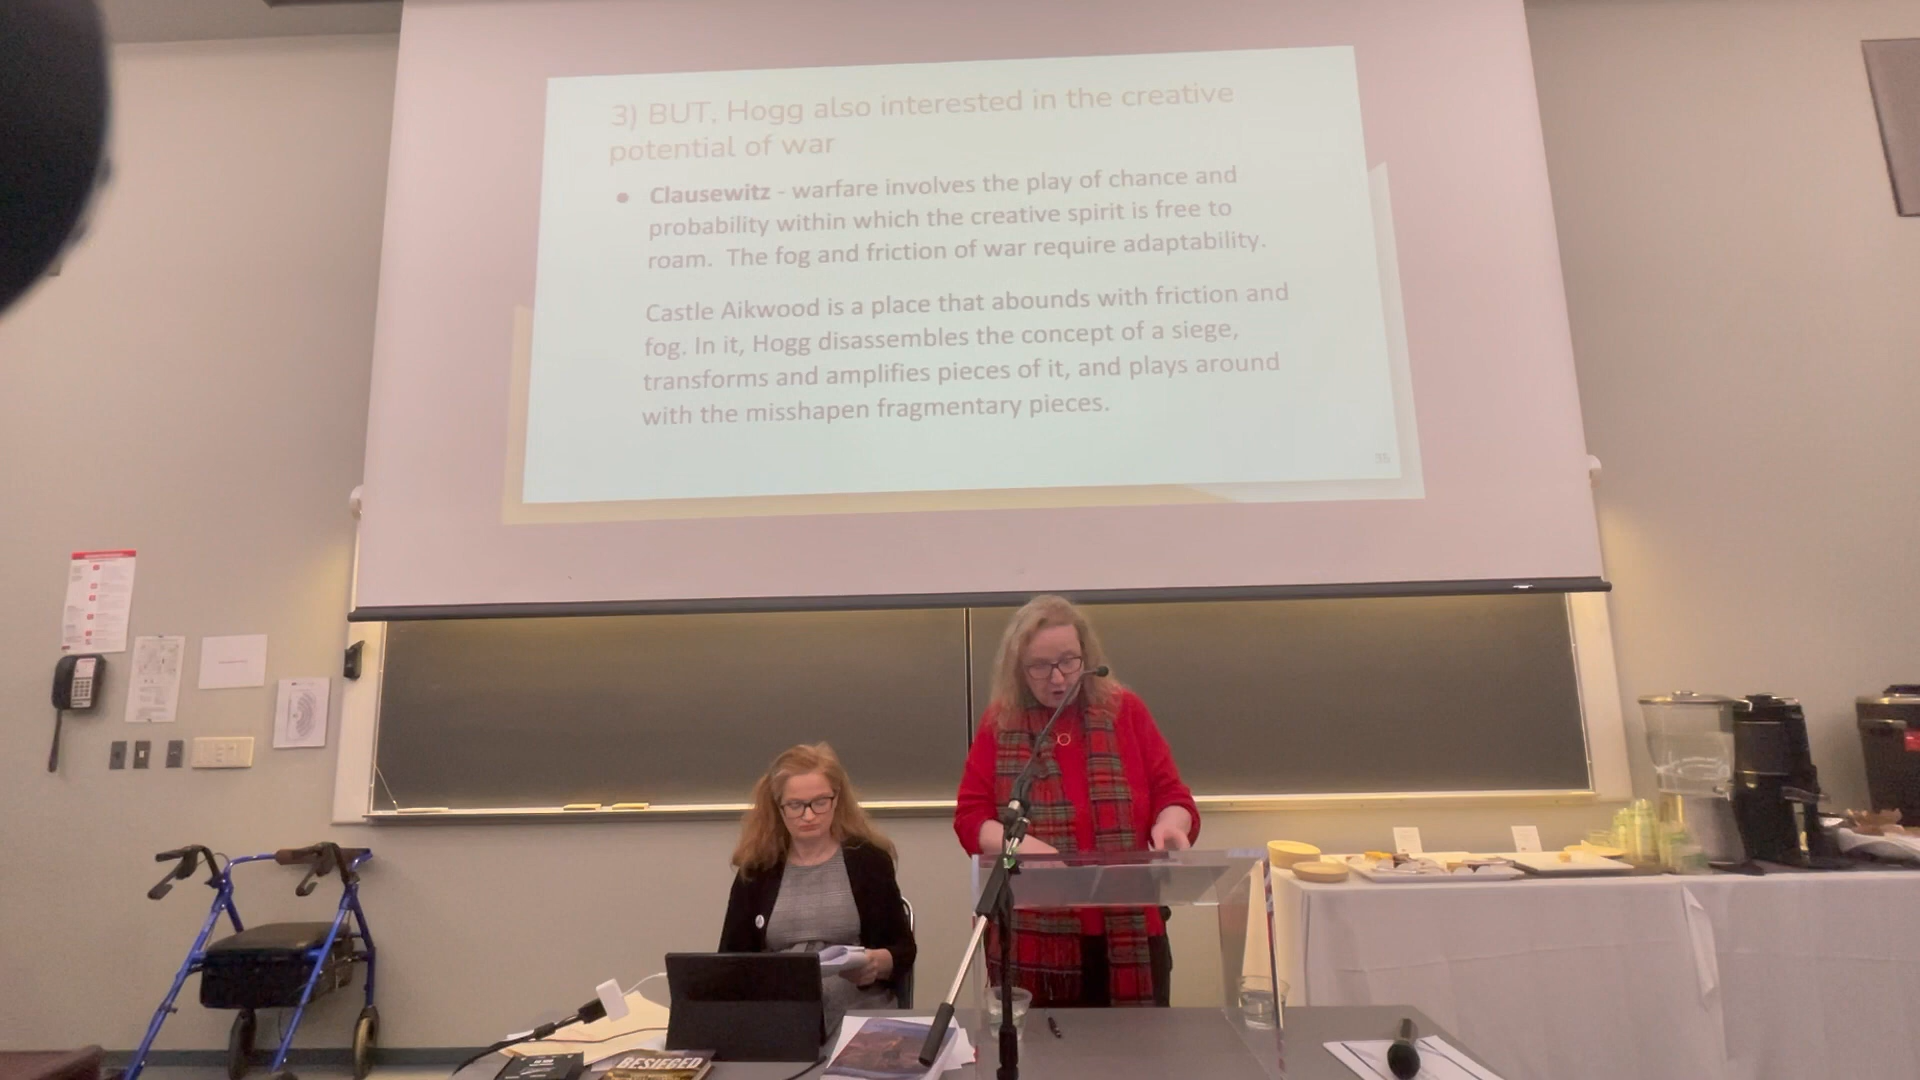 3) BUT, Hogg also interested in the creative
potential of war
● Clausewitz - warfare involves the play of chance and
probability within which the creative spirit is free to
roam. The fog and friction of war require adaptability.
Castle Aikwood is a place that abounds with friction and
fog. In it, Hogg disassembles the concept of a siege,
transforms and amplifies pieces of it, and plays around
with the misshapen fragmentary pieces.
35
BESIEGED